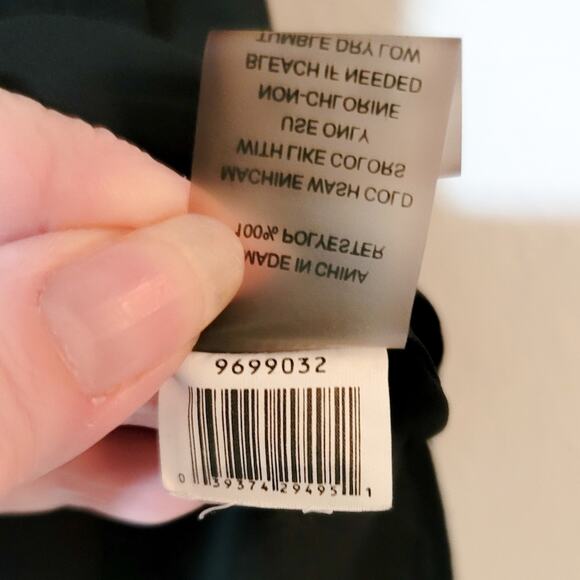 MADE IN CHINA
100% POLYESTER
MACHINE WASH COLD
WITH LIKE COLORS
USE ONLY
NON-CHLORINE
BLEACH IF NEEDED
TUMBLE DRY LOW
9699032
0 39374 29495 1